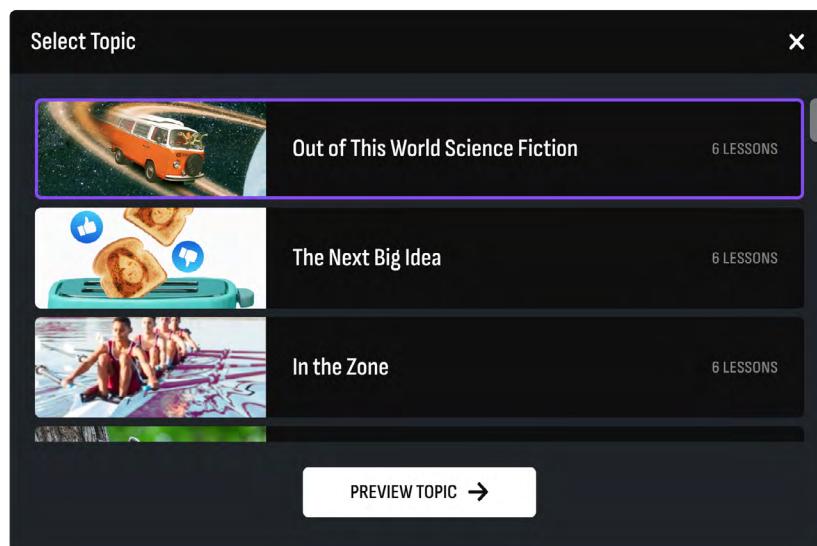 Select Topic
Out of This World Science Fiction
6 LESSONS
The Next Big Idea
6 LESSONS
In the Zone
6 LESSONS
PREVIEW TOPIC